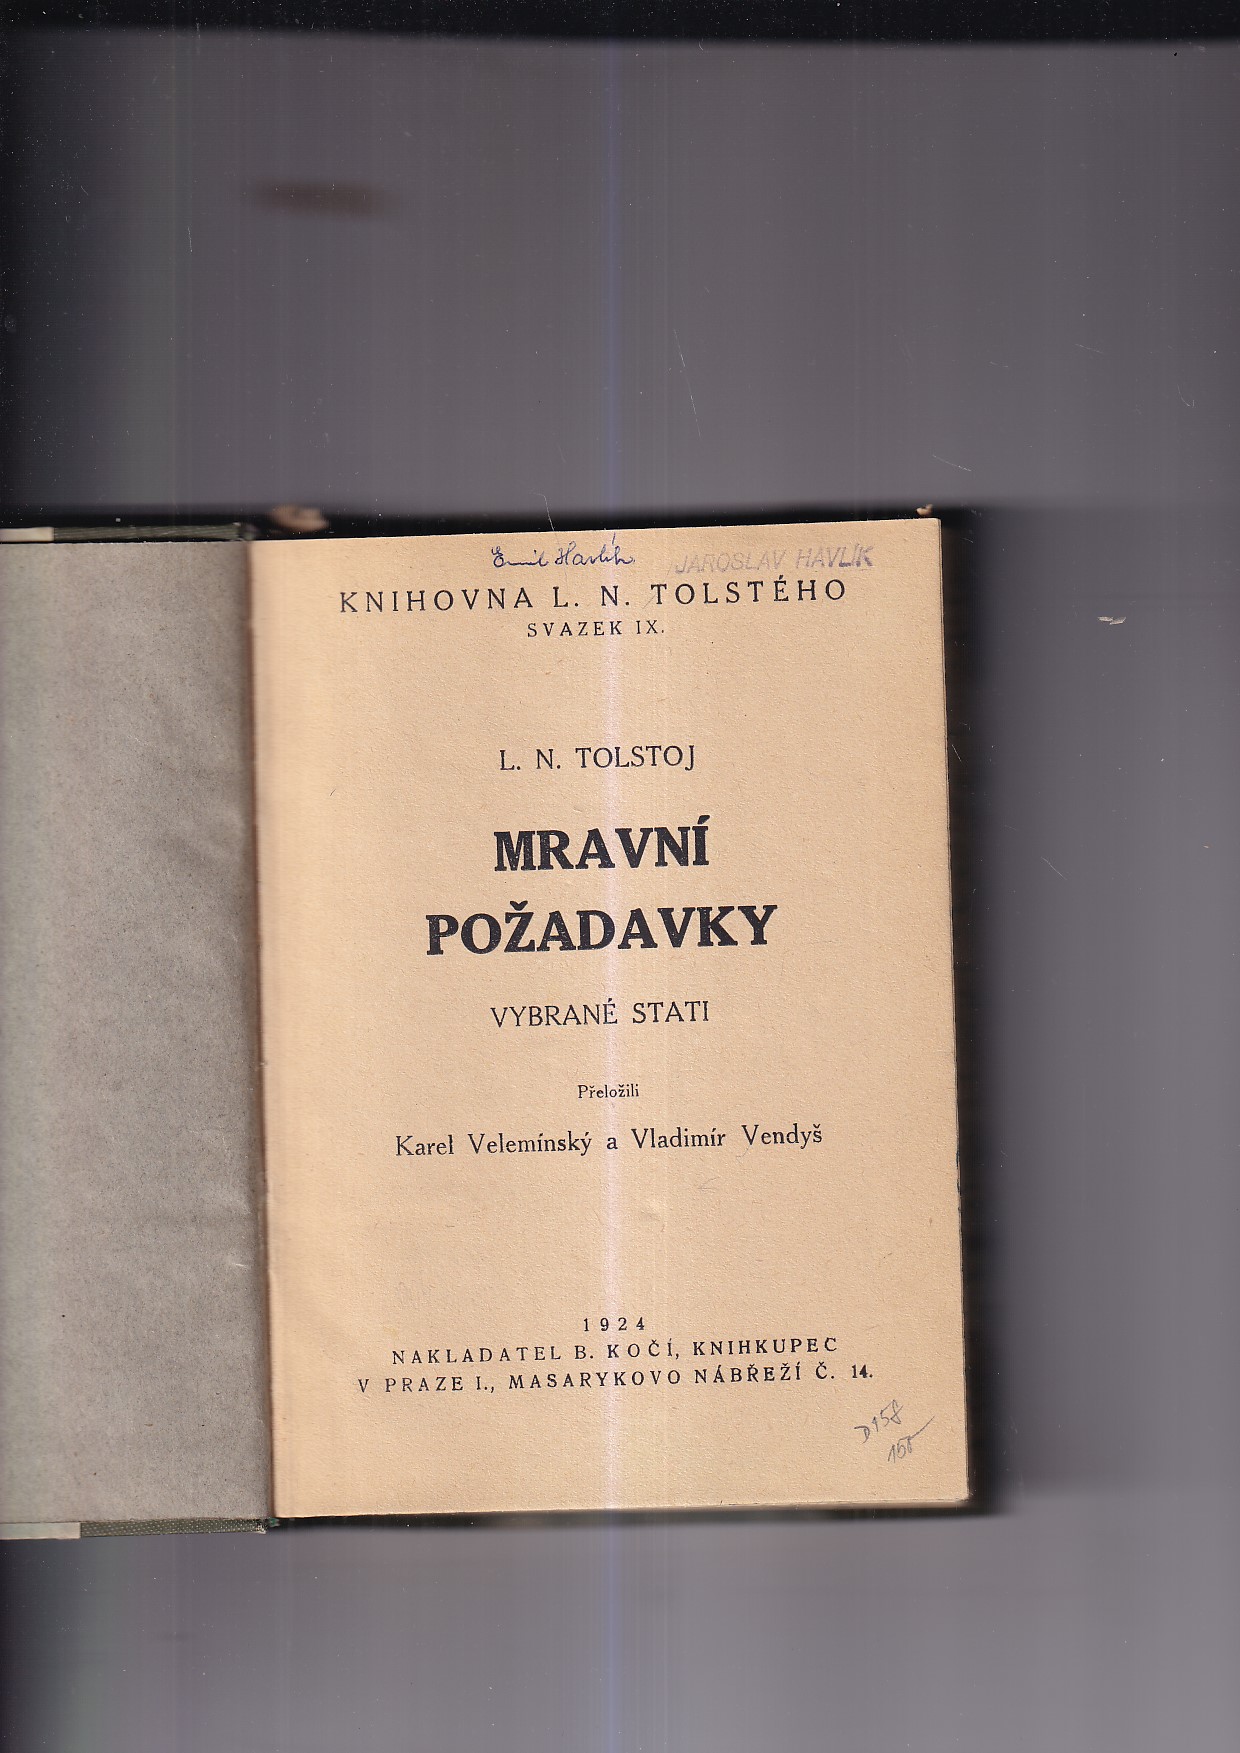 Emil Havlík JAROSLAV HAVLÍK
KNIHOVNA L. N. TOLSTÉHO
SVAZEK IX.
L. N. TOLSTOJ
MRAVNÍ
POŽADAVKY
VYBRANÉ STATI
Přeložili
Karel Velemínský a Vladimír Vendyš
1924
NAKLADATEL B. KOČÍ, KNIHKUPEC
V PRAZE I., MASARYKOVO NÁBŘEŽÍ Č. 14.
D158